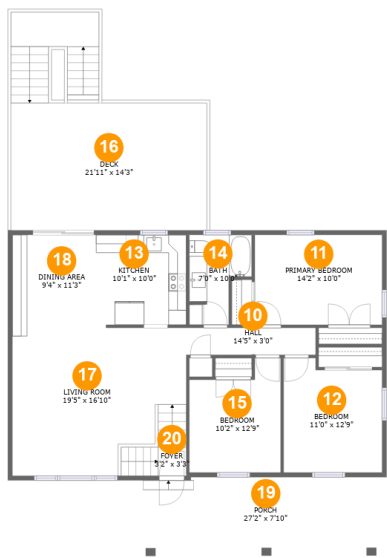 16
DECK
21'11" x 14'3"
18
DINING AREA
9'4" x 11'3"
13
KITCHEN
10'1" x 10'0"
14
BATH
7'0" x 10'0"
11
PRIMARY BEDROOM
14'2" x 10'0"
10
HALL
14'5" x 3'0"
17
LIVING ROOM
19'5" x 16'10"
15
BEDROOM
10'2" x 12'9"
12
BEDROOM
11'0" x 12'9"
20
FOYER
x 3'3"
19
PORCH
27'2" x 7'10"